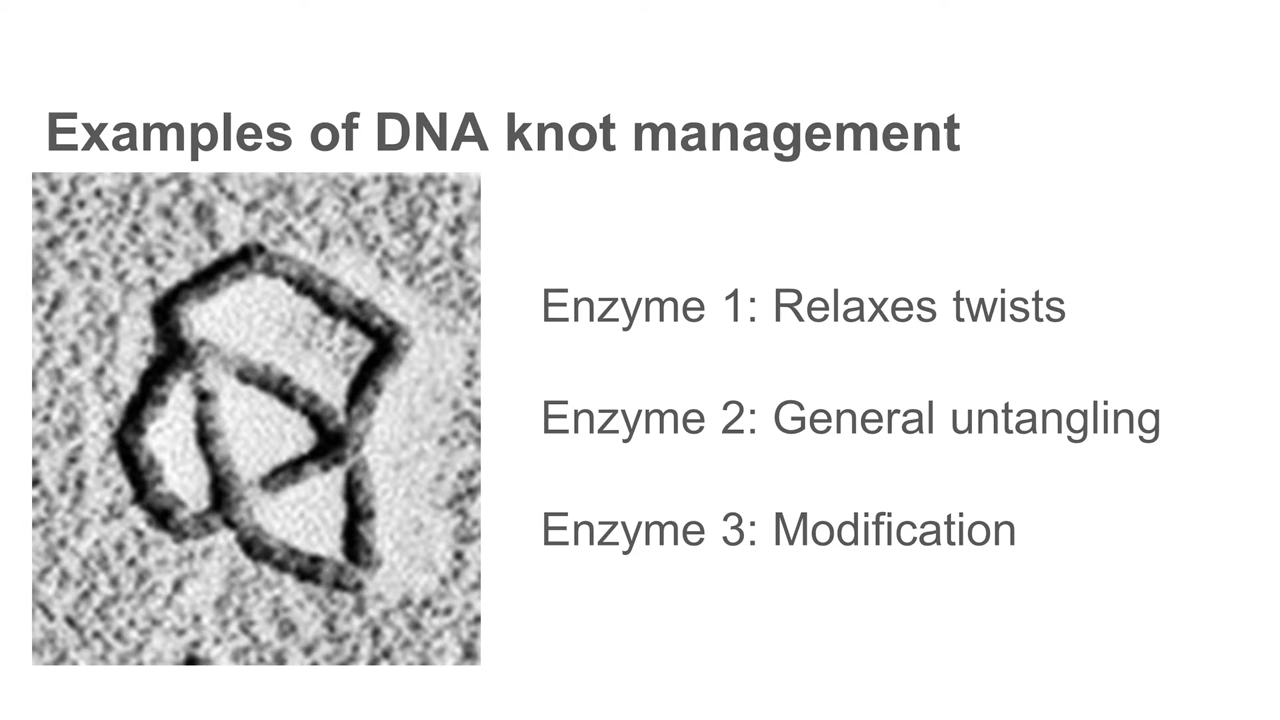 Examples of DNA knot management
Enzyme 1: Relaxes twists
Enzyme 2: General untangling
Enzyme 3: Modification